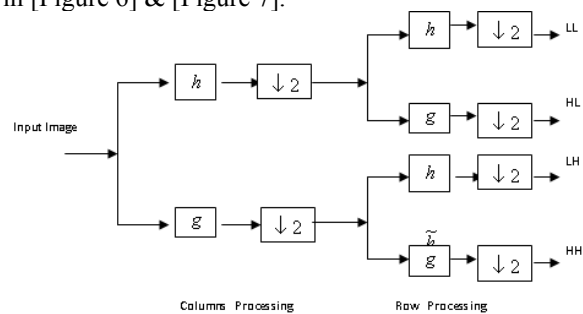 in [Figure 6] & [Figure 7].
h ↓ 2 LL
h ↓ 2
g ↓ 2 HL
Input Image
h ↓ 2 LH
g ↓ 2
h̃
g ↓ 2 HH
Columns Processing Row Processing